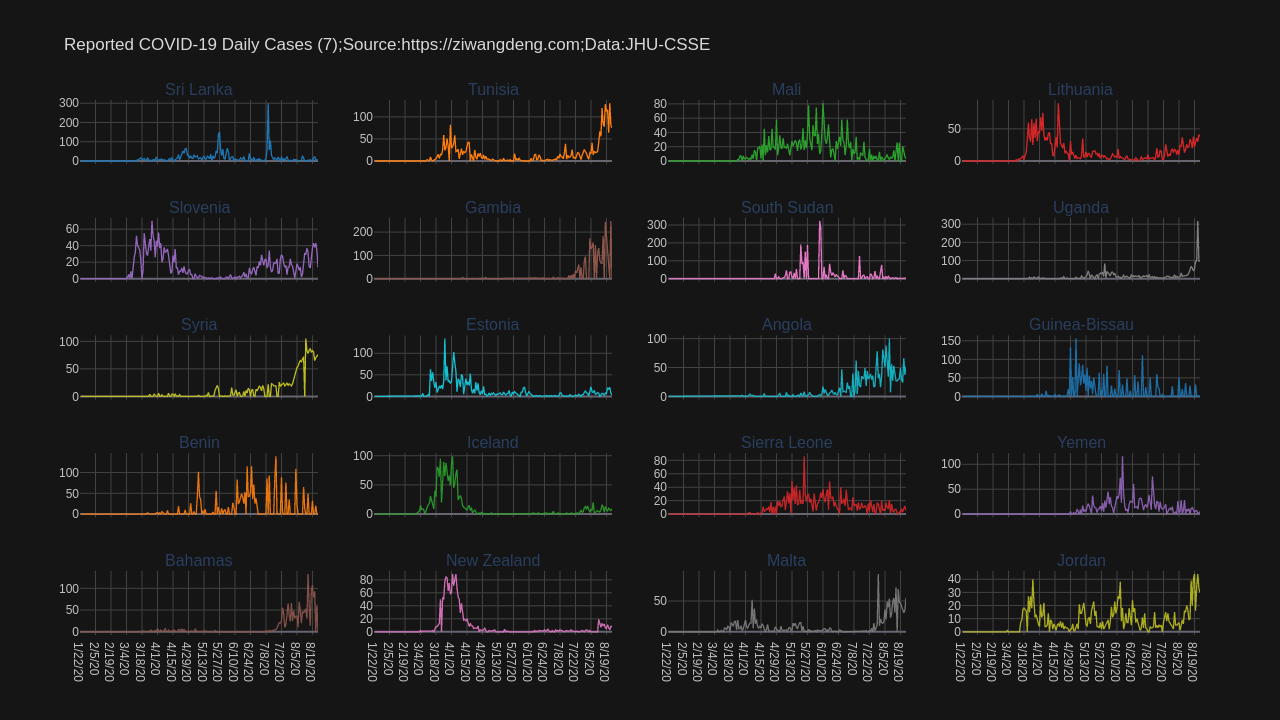 Reported COVID-19 Daily Cases (7);Source:https://ziwangdeng.com;Data:JHU-CSSE
Sri Lanka Tunisia Mali Lithuania
300 200 100 0
100 50 0
80 60 40 20 0
50 0
Slovenia Gambia South Sudan Uganda
60 40 20 0
200 100 0
300 200 100 0
300 200 100 0
Syria Estonia Angola Guinea-Bissau
100 50 0
100 50 0
100 50 0
150 100 50 0
Benin Iceland Sierra Leone Yemen
100 50 0
100 50 0
80 60 40 20 0
100 50 0
Bahamas New Zealand Malta Jordan
100 50 0
80 60 40 20 0
50 0
40 30 20 10 0
1/22/20 2/5/20 2/19/20 3/4/20 3/18/20 4/1/20 4/15/20 4/29/20 5/13/20 5/27/20 6/10/20 6/24/20 7/8/20 7/22/20 8/5/20 8/19/20
1/22/20 2/5/20 2/19/20 3/4/20 3/18/20 4/1/20 4/15/20 4/29/20 5/13/20 5/27/20 6/10/20 6/24/20 7/8/20 7/22/20 8/5/20 8/19/20
1/22/20 2/5/20 2/19/20 3/4/20 3/18/20 4/1/20 4/15/20 4/29/20 5/13/20 5/27/20 6/10/20 6/24/20 7/8/20 7/22/20 8/5/20 8/19/20
1/22/20 2/5/20 2/19/20 3/4/20 3/18/20 4/1/20 4/15/20 4/29/20 5/13/20 5/27/20 6/10/20 6/24/20 7/8/20 7/22/20 8/5/20 8/19/20